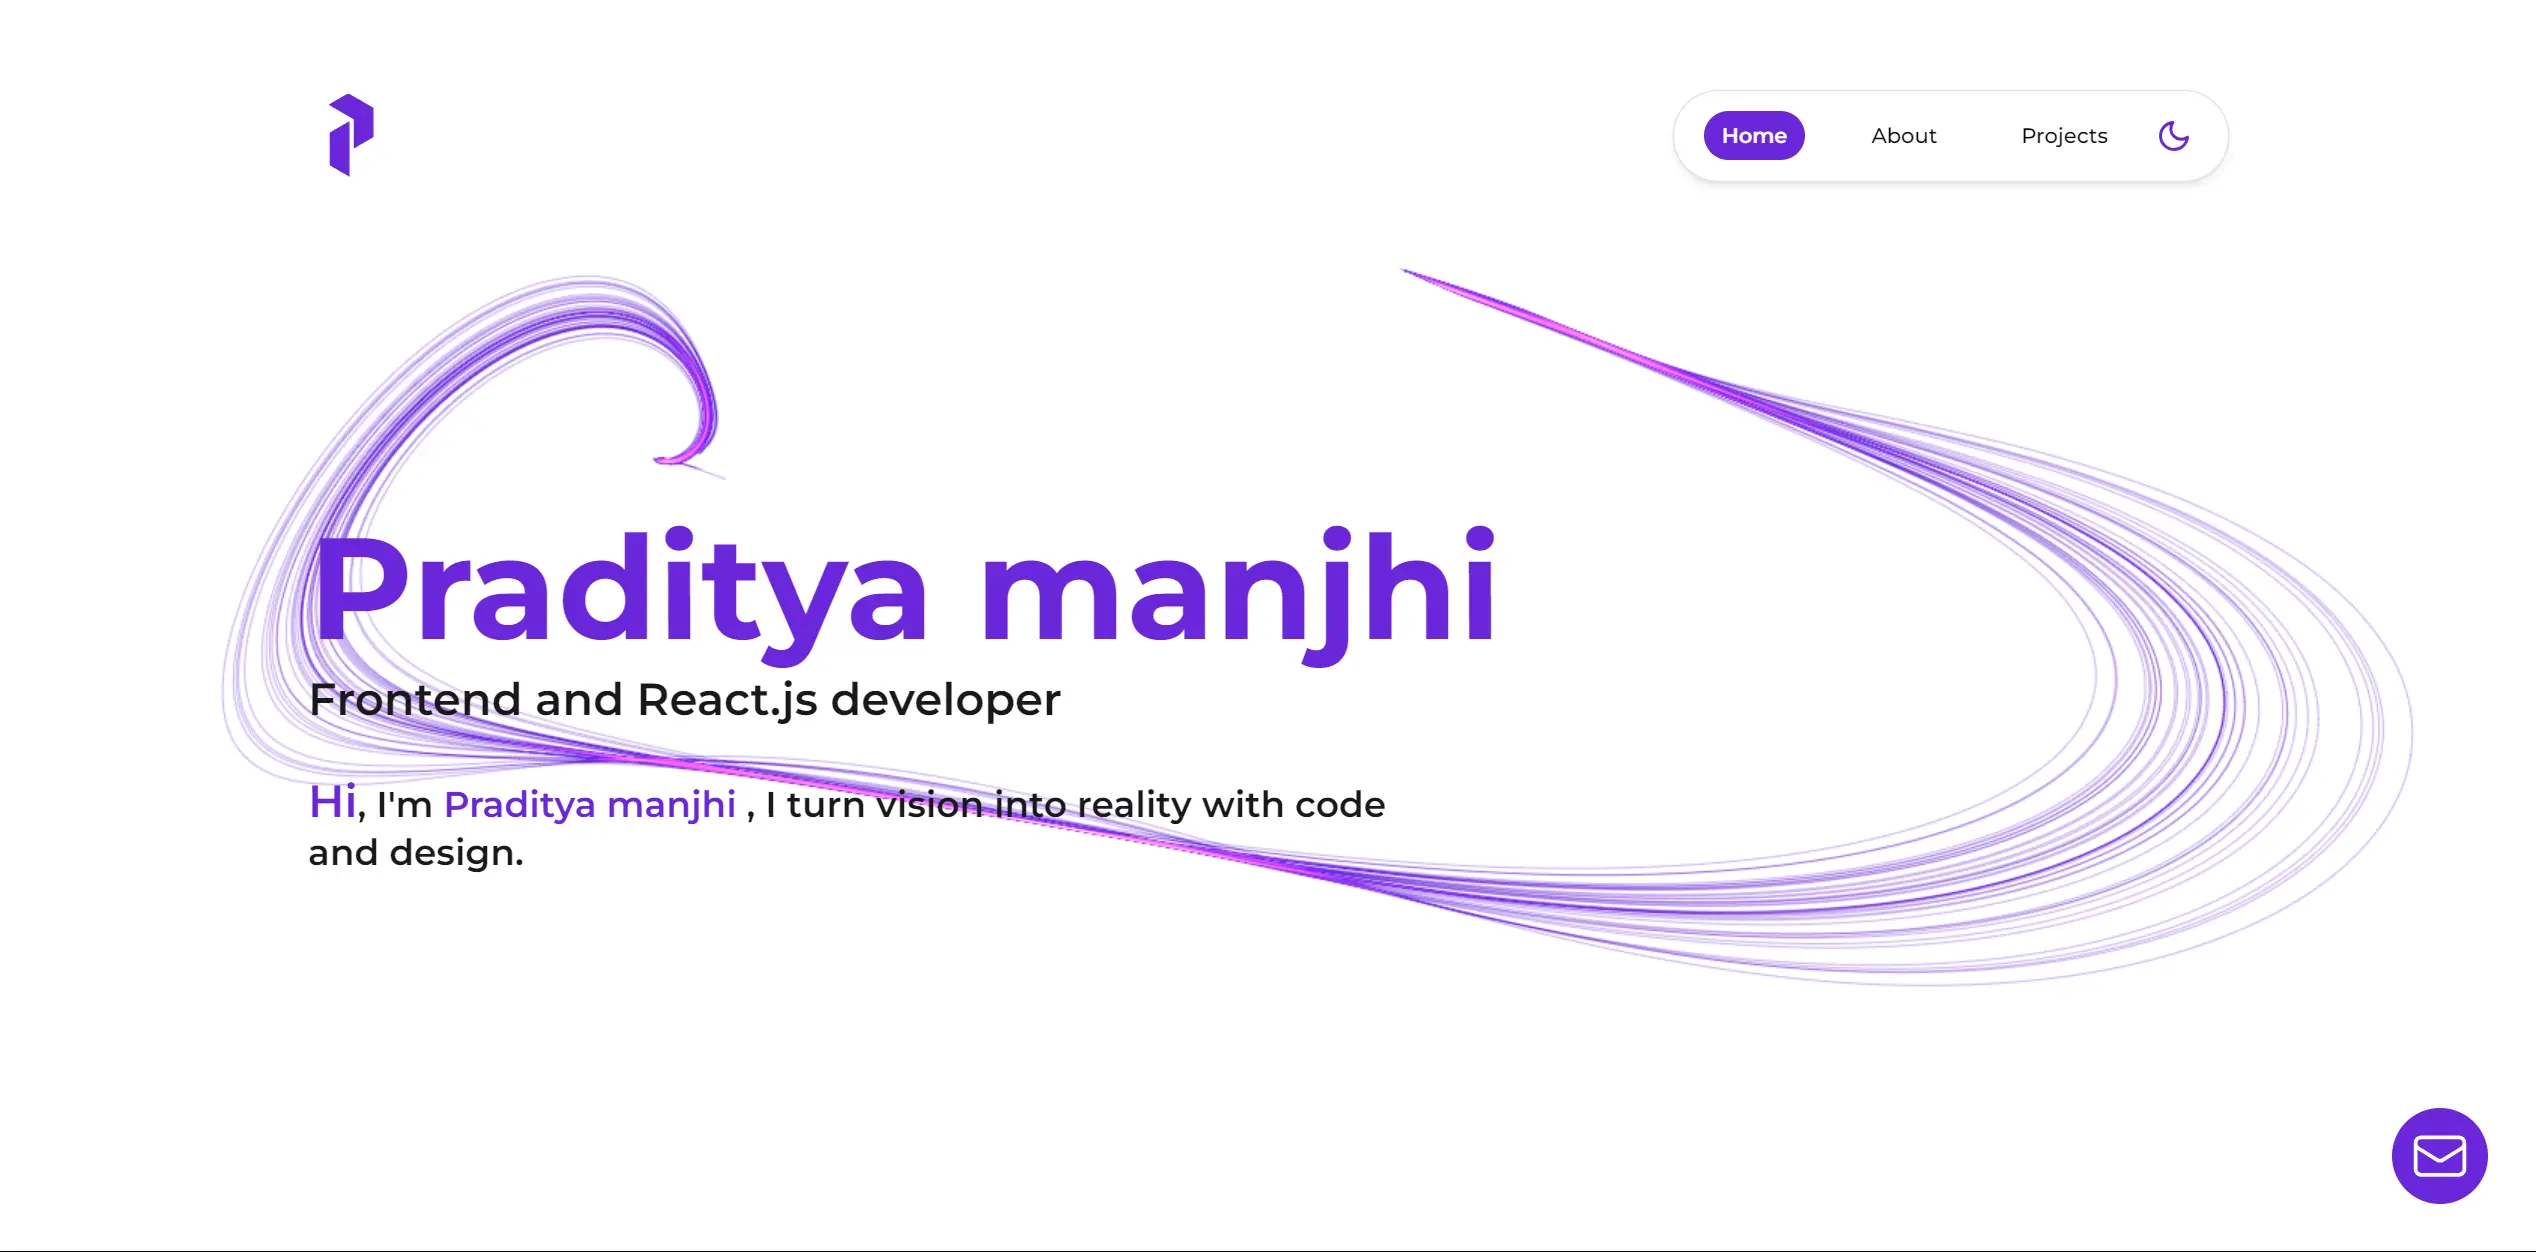 Home
About
Projects
Praditya manjhi
Frontend and React.js developer
Hi, I'm Praditya manjhi , I turn vision into reality with code
and design.